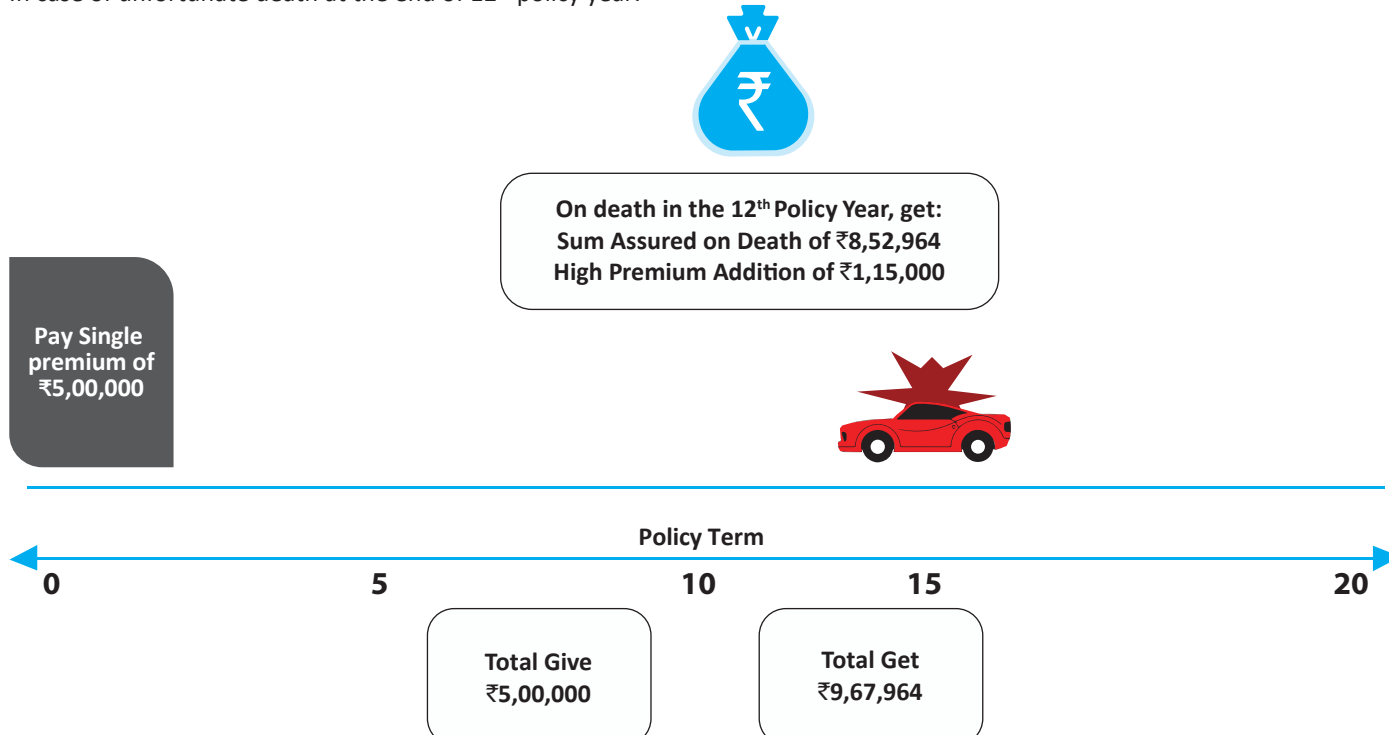 ₹
On death in the 12th Policy Year, get:
Sum Assured on Death of ₹8,52,964
High Premium Addition of ₹1,15,000
Pay Single
premium of
₹5,00,000
Policy Term
0 5 10 15 20
Total Give
₹5,00,000
Total Get
₹9,67,964